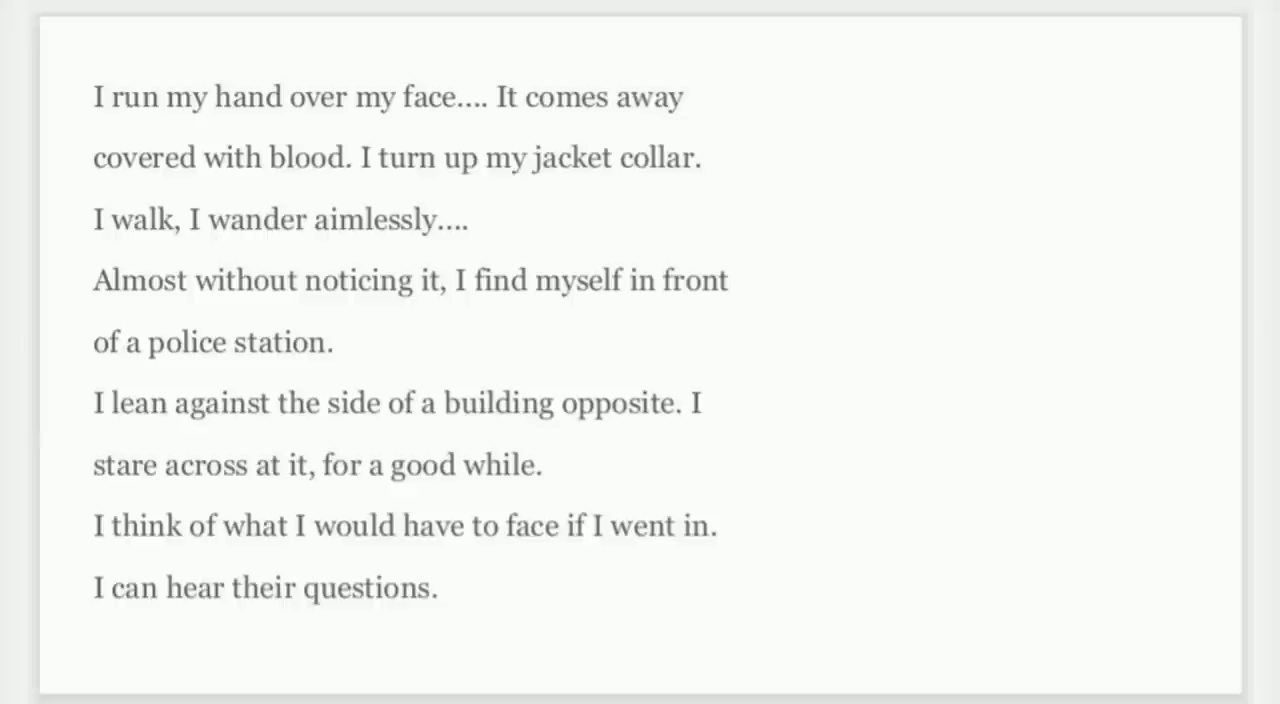 I run my hand over my face.... It comes away
covered with blood. I turn up my jacket collar.
I walk, I wander aimlessly....
Almost without noticing it, I find myself in front
of a police station.
I lean against the side of a building opposite. I
stare across at it, for a good while.
I think of what I would have to face if I went in.
I can hear their questions.